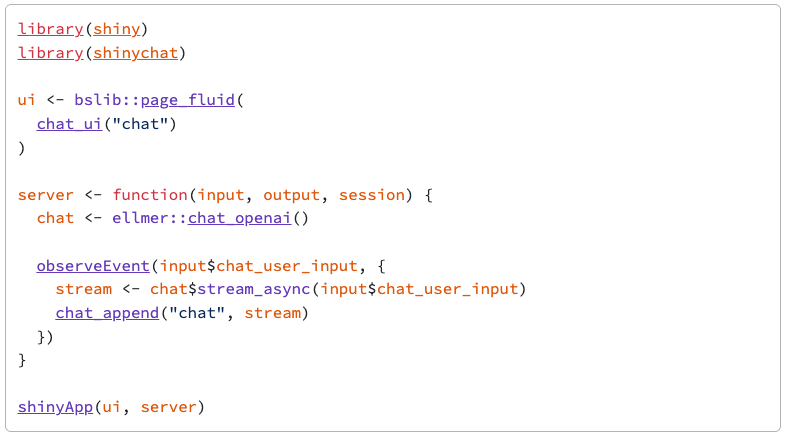 library(shiny)
library(shinychat)

ui <- bslib::page_fluid(
  chat_ui("chat")
)

server <- function(input, output, session) {
  chat <- ellmer::chat_openai()

  observeEvent(input$chat_user_input, {
    stream <- chat$stream_async(input$chat_user_input)
    chat_append("chat", stream)
  })
}

shinyApp(ui, server)